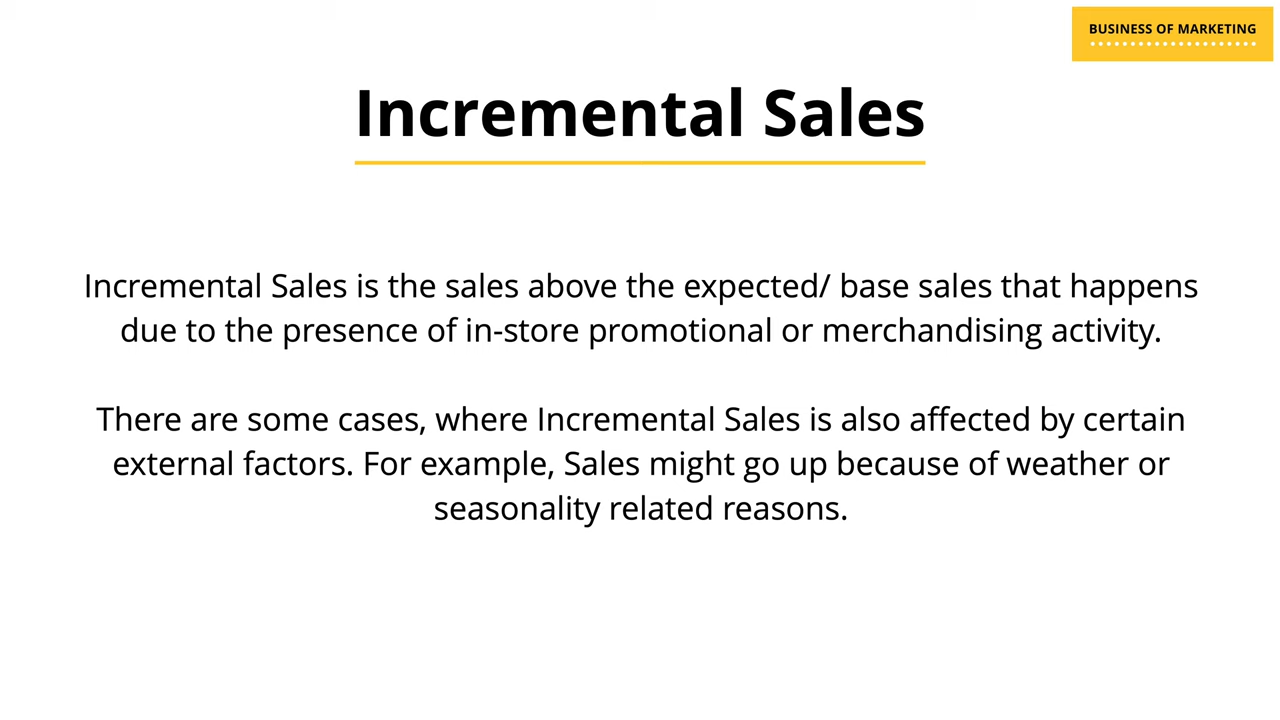 BUSINESS OF MARKETING
Incremental Sales
Incremental Sales is the sales above the expected/ base sales that happens
due to the presence of in-store promotional or merchandising activity.
There are some cases, where Incremental Sales is also affected by certain
external factors. For example, Sales might go up because of weather or
seasonality related reasons.